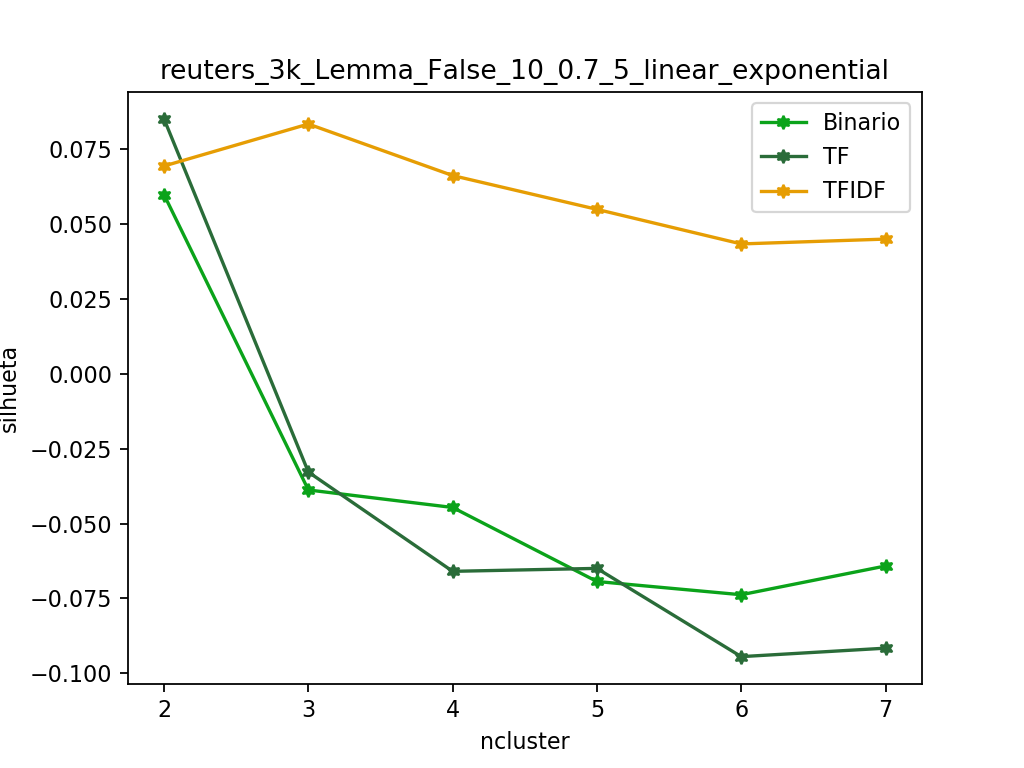 reuters_3k_Lemma_False_10_0.7_5_linear_exponential
Binario
TF
TFIDF
silhueta
0.075
0.050
0.025
0.000
−0.025
−0.050
−0.075
−0.100
2 3 4 5 6 7
ncluster